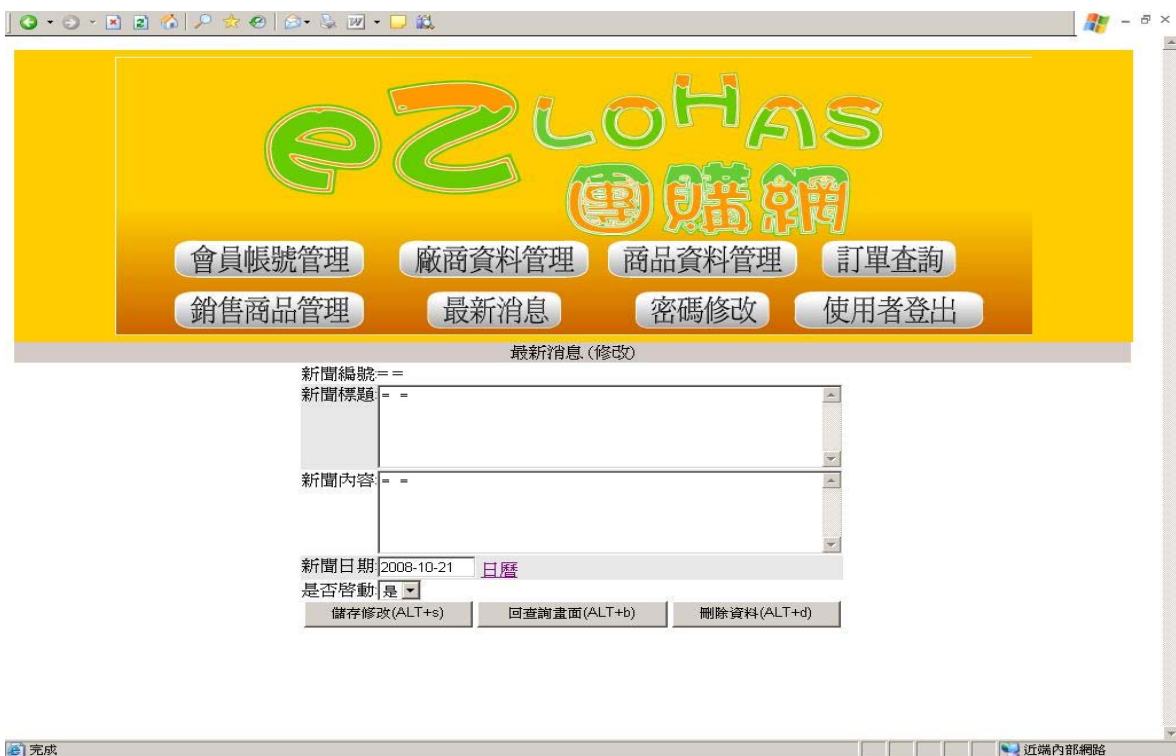 eZ LOHAS
團購網
會員帳號管理 廠商資料管理 商品資料管理 訂單查詢
銷售商品管理 最新消息 密碼修改 使用者登出
最新消息 (修改)
新聞編號:= =
新聞標題:= =
新聞內容:= =
新聞日期:2008-10-21 日曆
是否啓動:是
儲存修改(ALT+s) 回查詢畫面(ALT+b) 刪除資料(ALT+d)
完成 近端內部網路